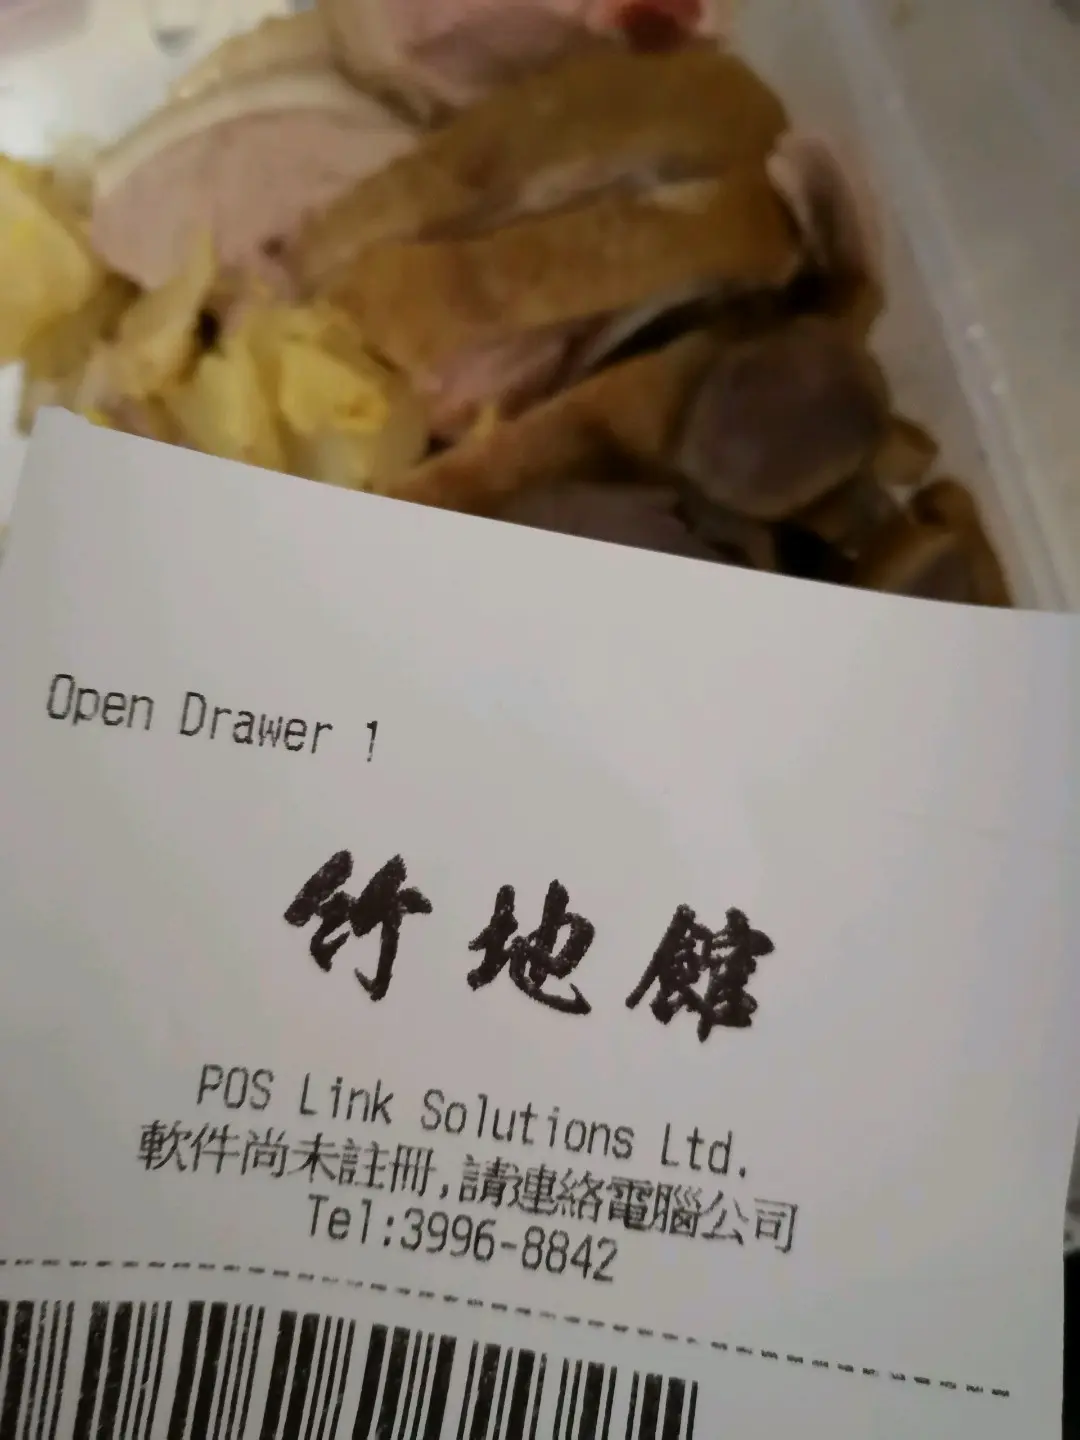 Open Drawer 1
竹地館
POS Link Solutions Ltd.
軟件尚未註冊,請連絡電腦公司
Tel:3996-8842